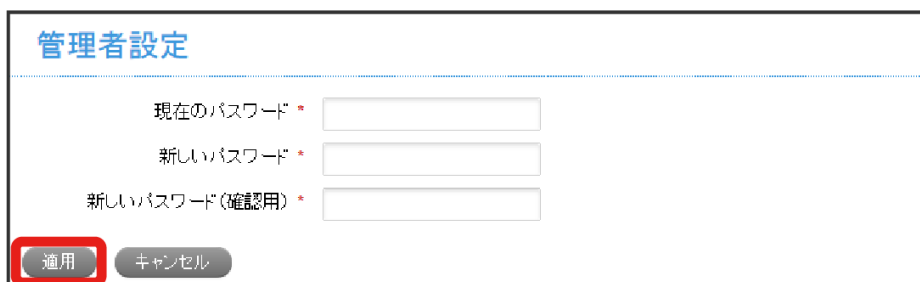 管理者設定
現在のパスワード *
新しいパスワード *
新しいパスワード(確認用) *
適用 キャンセル